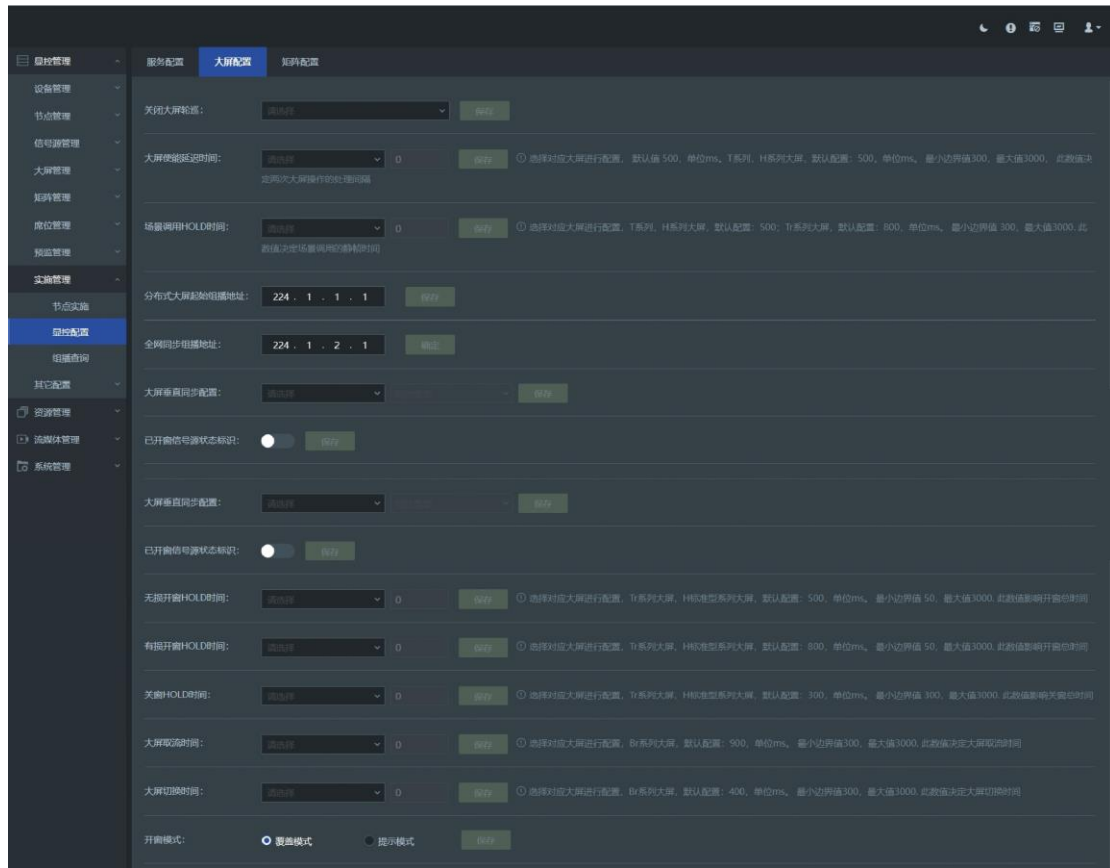 显控管理
设备管理
节点管理
信号源管理
大屏管理
矩阵管理
席位管理
预监管理
实施管理
节点实施
显控配置
组播查询
其它配置
资源管理
流媒体管理
系统管理
服务配置 大屏配置 矩阵配置
关闭大屏轮巡: 请选择 保存
大屏使能延迟时间: 请选择 0 保存 选择对应大屏进行配置, 默认值 500, 单位ms。T系列, H系列大屏, 默认配置: 500, 单位ms。 最小边界值300, 最大值3000, 此数值决
定两次大屏操作的处理间隔
场景调用HOLD时间: 请选择 0 保存 选择对应大屏进行配置, T系列, H系列大屏, 默认配置: 500; Tr系列大屏, 默认配置: 800, 单位ms。 最小边界值 300, 最大值3000. 此
数值决定场景调用的静帧时间
分布式大屏起始组播地址: 224 . 1 . 1 . 1 保存
全网同步组播地址: 224 . 1 . 2 . 1 确定
大屏垂直同步配置: 请选择 保存
已开窗信号源状态标识: 保存
大屏垂直同步配置: 请选择 保存
已开窗信号源状态标识: 保存
无损开窗HOLD时间: 请选择 0 保存 选择对应大屏进行配置, Tr系列大屏, H标准型系列大屏, 默认配置: 500, 单位ms。 最小边界值 50, 最大值3000. 此数值影响开窗总时间
有损开窗HOLD时间: 请选择 0 保存 选择对应大屏进行配置, Tr系列大屏, H标准型系列大屏, 默认配置: 800, 单位ms。 最小边界值 50, 最大值3000. 此数值影响开窗总时间
关窗HOLD时间: 请选择 0 保存 选择对应大屏进行配置, Tr系列大屏, H标准型系列大屏, 默认配置: 300, 单位ms。 最小边界值 300, 最大值3000. 此数值影响关窗总时间
大屏取流时间: 请选择 0 保存 选择对应大屏进行配置, Br系列大屏, 默认配置: 900, 单位ms。 最小边界值300, 最大值3000. 此数值决定大屏取流时间
大屏切换时间: 请选择 0 保存 选择对应大屏进行配置, Br系列大屏, 默认配置: 400, 单位ms。 最小边界值300, 最大值3000. 此数值决定大屏切换时间
开窗模式: 覆盖模式 提示模式 保存